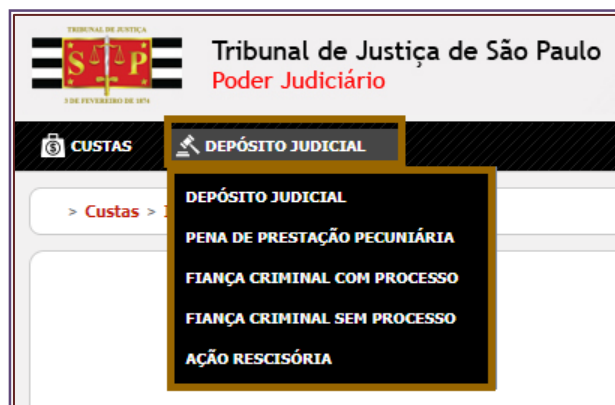 TRIBUNAL DE JUSTIÇA
S P
3 DE FEVEREIRO DE 1874
Tribunal de Justiça de São Paulo
Poder Judiciário
CUSTAS
DEPÓSITO JUDICIAL
> Custas >
DEPÓSITO JUDICIAL
PENA DE PRESTAÇÃO PECUNIÁRIA
FIANÇA CRIMINAL COM PROCESSO
FIANÇA CRIMINAL SEM PROCESSO
AÇÃO RESCISÓRIA